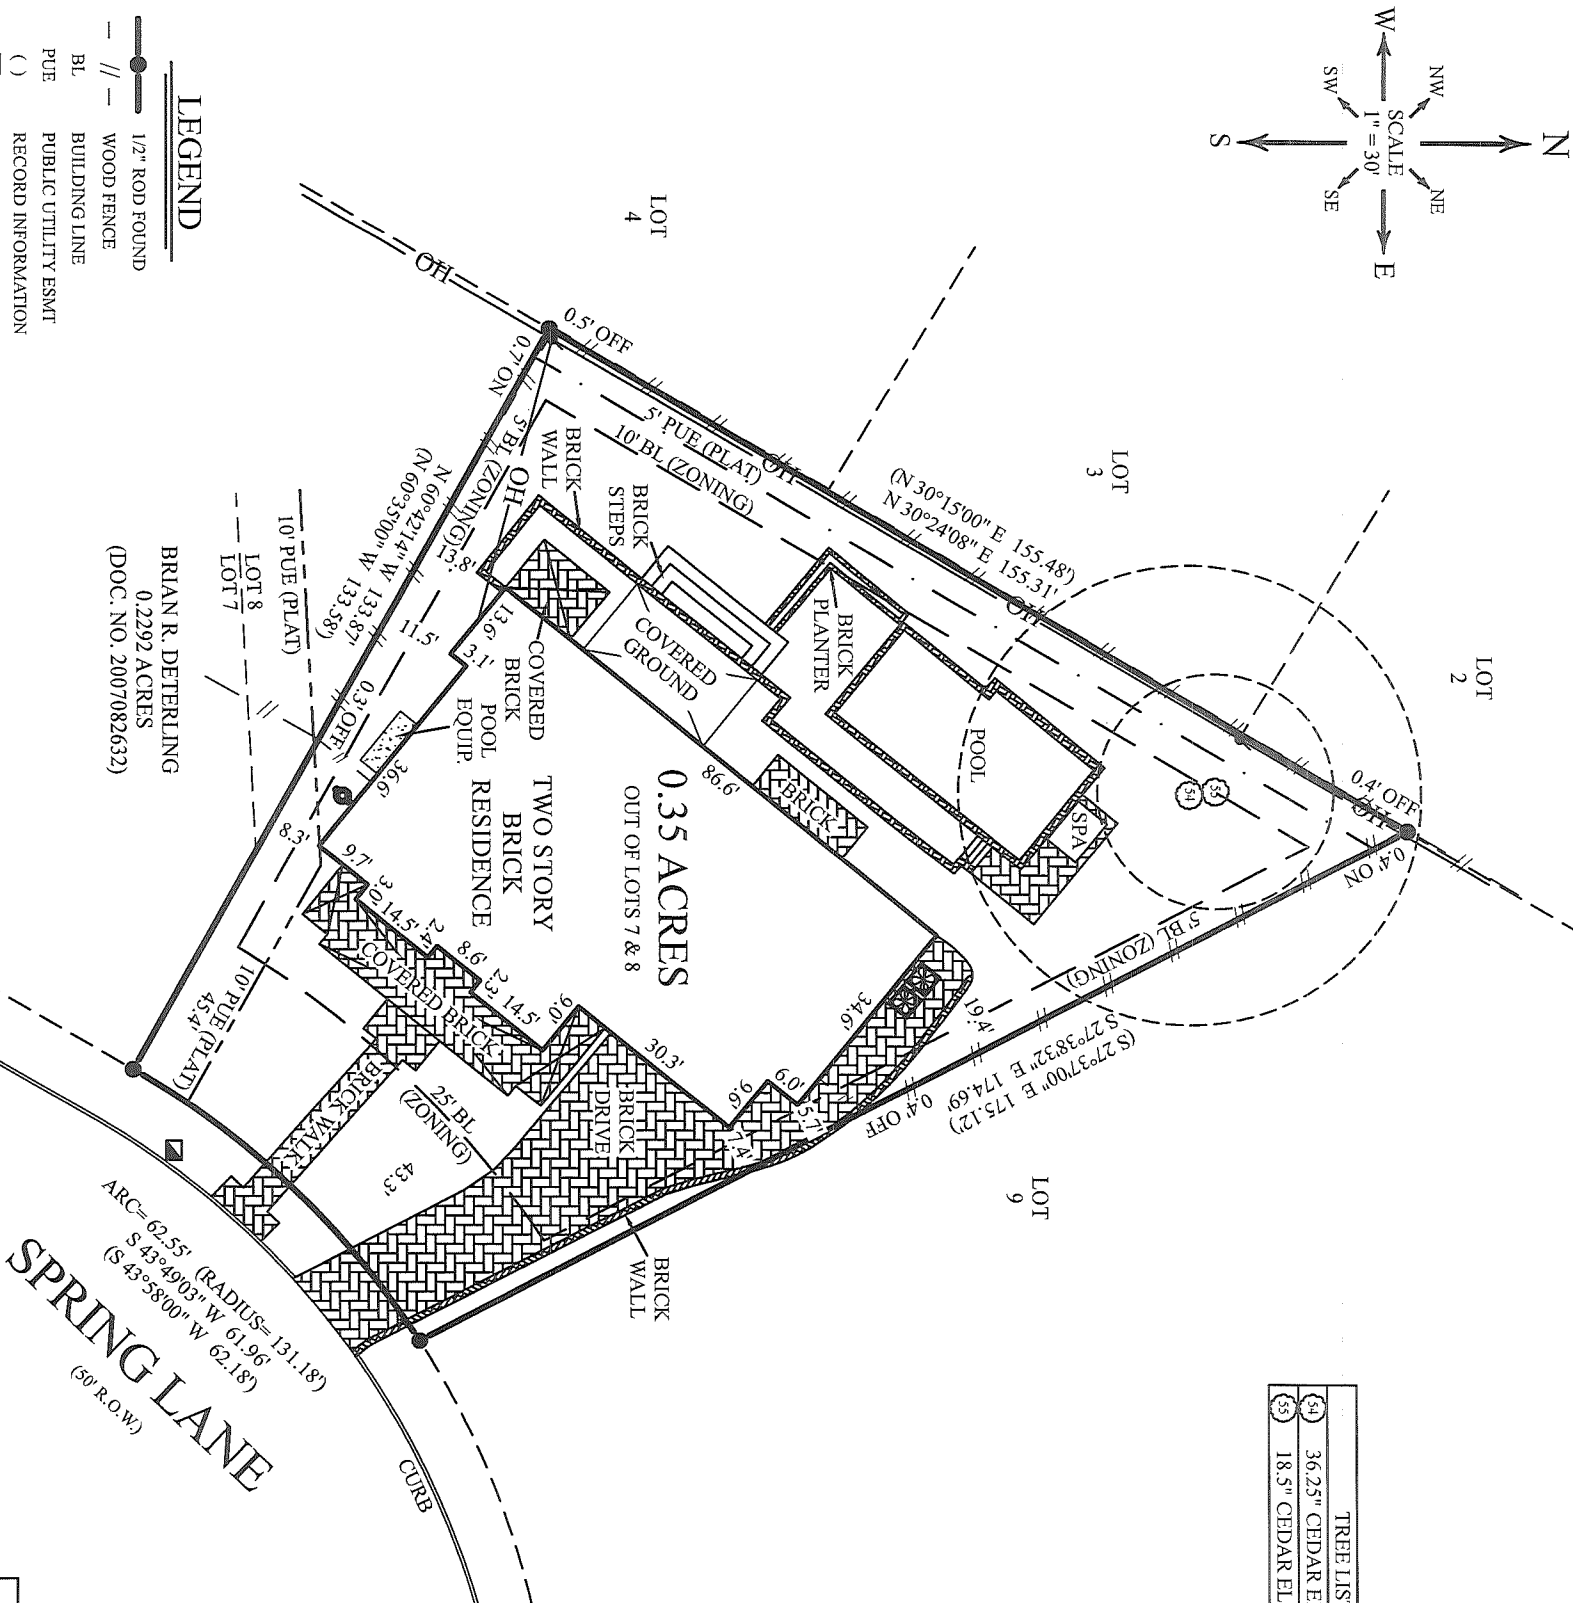 N
NW
NE
W
SCALE
1" = 30'
E
SW
SE
S
LOT
4
LOT
3
LOT
2
LOT
9
TREE LIS
54 36.25" CEDAR E
55 18.5" CEDAR EL
LEGEND
1/2" ROD FOUND
— // — WOOD FENCE
BL BUILDING LINE
PUE PUBLIC UTILITY ESMT
( ) RECORD INFORMATION
OH
0.5' OFF
0.7' ON
5' PUE (PLAT)
10' BL (ZONING)
OH
(N 30°15'00" E 155.48')
N 30°24'08" E 155.31'
OH
0.4' OFF
OH
0.4' ON
5' BL (ZONING)
(S 27°37'00" E 175.12')
S 27°38'32" E 174.69'
0.4' OFF
5' BL (ZONING)
OH
N 60°42'14" W 133.87'
(N 60°35'00" W 133.58')
BRICK
WALL
BRICK
STEPS
BRICK
PLANTER
POOL
SPA
54
55
COVERED
GROUND
COVERED
BRICK
POOL
EQUIP.
BRICK
86.6'
13.8'
13.6'
3.1'
11.5'
36.6'
0.3' OFF
8.3'
9.7'
3.0'
14.5'
2.4'
8.6'
2.3'
14.5'
9.0'
30.3'
9.6'
6.0'
5.7'
7.4'
34.6'
19.4'
0.35 ACRES
OUT OF LOTS 7 & 8
TWO STORY
BRICK
RESIDENCE
COVERED BRICK
BRICK WALK
BRICK
DRIVE
BRICK
WALL
25' BL
(ZONING)
43.3'
10' PUE (PLAT)
45.4'
10' PUE (PLAT)
LOT 8
LOT 7
BRIAN R. DETERLING
0.2292 ACRES
(DOC. NO. 2007082632)
ARC= 62.55' (RADIUS= 131.18')
S 43°49'03" W 61.96'
(S 43°58'00" W 62.18')
SPRING LANE
(50' R.O.W.)
CURB